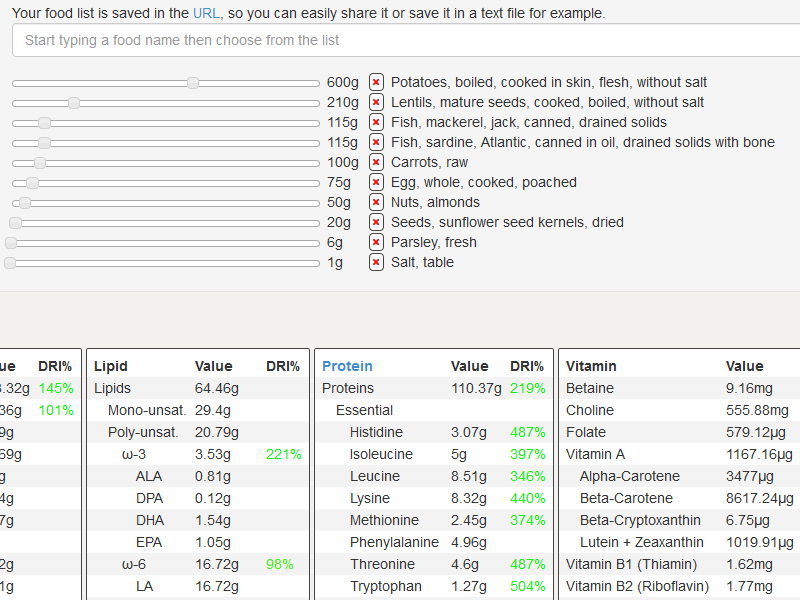 Your food list is saved in the URL, so you can easily share it or save it in a text file for example.
Start typing a food name then choose from the list
600g Potatoes, boiled, cooked in skin, flesh, without salt
210g Lentils, mature seeds, cooked, boiled, without salt
115g Fish, mackerel, jack, canned, drained solids
115g Fish, sardine, Atlantic, canned in oil, drained solids with bone
100g Carrots, raw
75g Egg, whole, cooked, poached
50g Nuts, almonds
20g Seeds, sunflower seed kernels, dried
6g Parsley, fresh
1g Salt, table
ue DRI% Lipid Value DRI% Protein Value DRI% Vitamin Value
.32g 145% Lipids 64.46g Proteins 110.37g 219% Betaine 9.16mg
36g 101% Mono-unsat. 29.4g Essential Choline 555.88mg
9g Poly-unsat. 20.79g Histidine 3.07g 487% Folate 579.12µg
69g ω-3 3.53g 221% Isoleucine 5g 397% Vitamin A 1167.16µg
g ALA 0.81g Leucine 8.51g 346% Alpha-Carotene 3477µg
4g DPA 0.12g Lysine 8.32g 440% Beta-Carotene 8617.24µg
7g DHA 1.54g Methionine 2.45g 374% Beta-Cryptoxanthin 6.75µg
EPA 1.05g Phenylalanine 4.96g Lutein + Zeaxanthin 1019.91µg
2g ω-6 16.72g 98% Threonine 4.6g 487% Vitamin B1 (Thiamin) 1.62mg
1g LA 16.72g Tryptophan 1.27g 504% Vitamin B2 (Riboflavin) 1.77mg